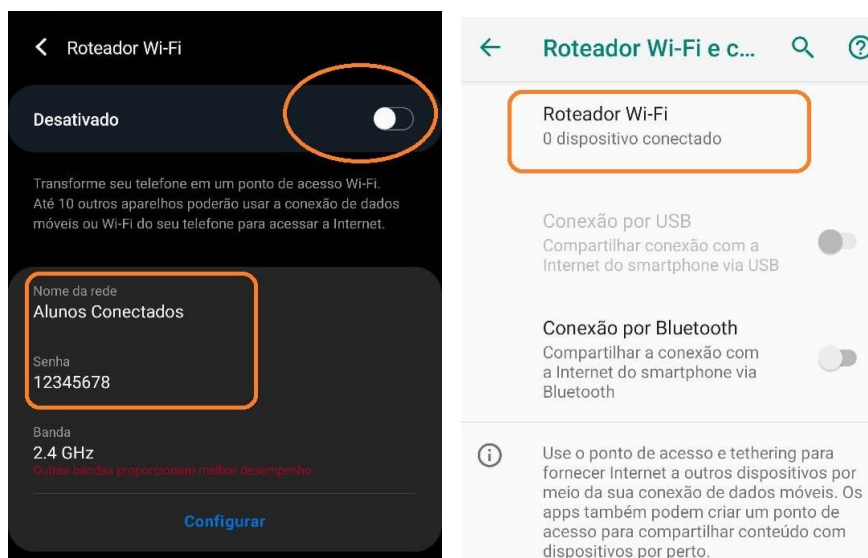 Roteador Wi-Fi
Desativado
Transforme seu telefone em um ponto de acesso Wi-Fi.
Até 10 outros aparelhos poderão usar a conexão de dados
móveis ou Wi-Fi do seu telefone para acessar a Internet.
Nome da rede
Alunos Conectados
Senha
12345678
Banda
2.4 GHz
Outras bandas proporcionam melhor desempenho.
Configurar
Roteador Wi-Fi e c...
Roteador Wi-Fi
0 dispositivo conectado
Conexão por USB
Compartilhar conexão com a
Internet do smartphone via USB
Conexão por Bluetooth
Compartilhar a conexão com
a Internet do smartphone via
Bluetooth
Use o ponto de acesso e tethering para
fornecer Internet a outros dispositivos por
meio da sua conexão de dados móveis. Os
apps também podem criar um ponto de
acesso para compartilhar conteúdo com
dispositivos por perto.